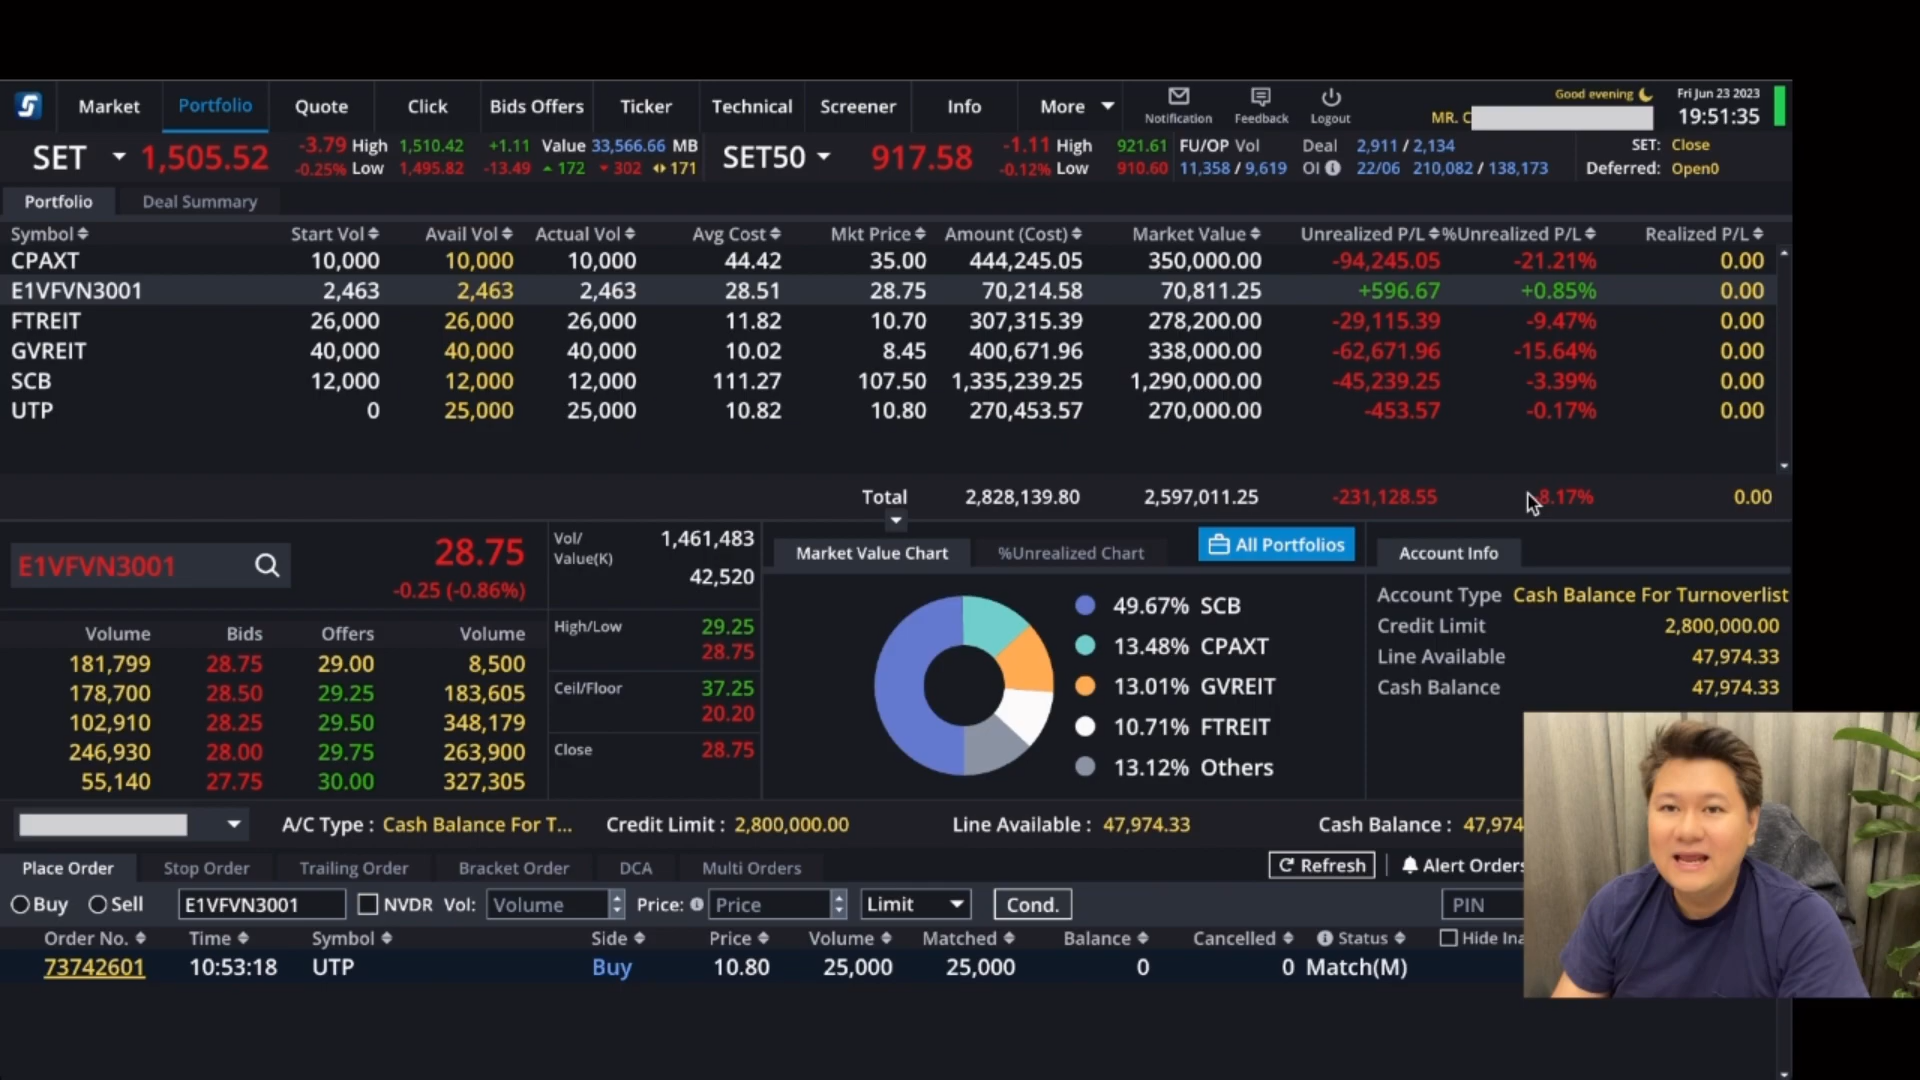 Market Portfolio Quote Click Bids Offers Ticker Technical Screener Info More Notification Feedback Logout
Good evening
MR. C
Fri Jun 23 2023
19:51:35
SET 1,505.52 -3.79 High 1,510.42 +1.11 Value 33,566.66 MB
-0.25% Low 1,495.82 -13.49 172 302 171
SET50 917.58 -1.11 High 921.61
-0.12% Low 910.60
FU/OP Vol Deal 2,911 / 2,134
11,358 / 9,619 OI 22/06 210,082 / 138,173
SET: Close
Deferred: Open0
Portfolio Deal Summary
Symbol Start Vol Avail Vol Actual Vol Avg Cost Mkt Price Amount (Cost) Market Value Unrealized P/L %Unrealized P/L Realized P/L
CPAXT 10,000 10,000 10,000 44.42 35.00 444,245.05 350,000.00 -94,245.05 -21.21% 0.00
E1VFVN3001 2,463 2,463 2,463 28.51 28.75 70,214.58 70,811.25 +596.67 +0.85% 0.00
FTREIT 26,000 26,000 26,000 11.82 10.70 307,315.39 278,200.00 -29,115.39 -9.47% 0.00
GVREIT 40,000 40,000 40,000 10.02 8.45 400,671.96 338,000.00 -62,671.96 -15.64% 0.00
SCB 12,000 12,000 12,000 111.27 107.50 1,335,239.25 1,290,000.00 -45,239.25 -3.39% 0.00
UTP 0 25,000 25,000 10.82 10.80 270,453.57 270,000.00 -453.57 -0.17% 0.00
Total 2,828,139.80 2,597,011.25 -231,128.55 8.17% 0.00
E1VFVN3001 28.75
-0.25 (-0.86%)
Volume Bids Offers Volume
181,799 28.75 29.00 8,500
178,700 28.50 29.25 183,605
102,910 28.25 29.50 348,179
246,930 28.00 29.75 263,900
55,140 27.75 30.00 327,305
Vol/ 1,461,483
Value(K) 42,520
High/Low 29.25
28.75
Ceil/Floor 37.25
20.20
Close 28.75
Market Value Chart %Unrealized Chart All Portfolios
49.67% SCB
13.48% CPAXT
13.01% GVREIT
10.71% FTREIT
13.12% Others
Account Info
Account Type Cash Balance For Turnoverlist
Credit Limit 2,800,000.00
Line Available 47,974.33
Cash Balance 47,974.33
A/C Type : Cash Balance For T... Credit Limit : 2,800,000.00 Line Available : 47,974.33 Cash Balance : 47,974
Place Order Stop Order Trailing Order Bracket Order DCA Multi Orders Refresh Alert Orders
Buy Sell E1VFVN3001 NVDR Vol: Volume Price: Price Limit Cond. PIN
Order No. Time Symbol Side Price Volume Matched Balance Cancelled Status Hide Ina
73742601 10:53:18 UTP Buy 10.80 25,000 25,000 0 0 Match(M)